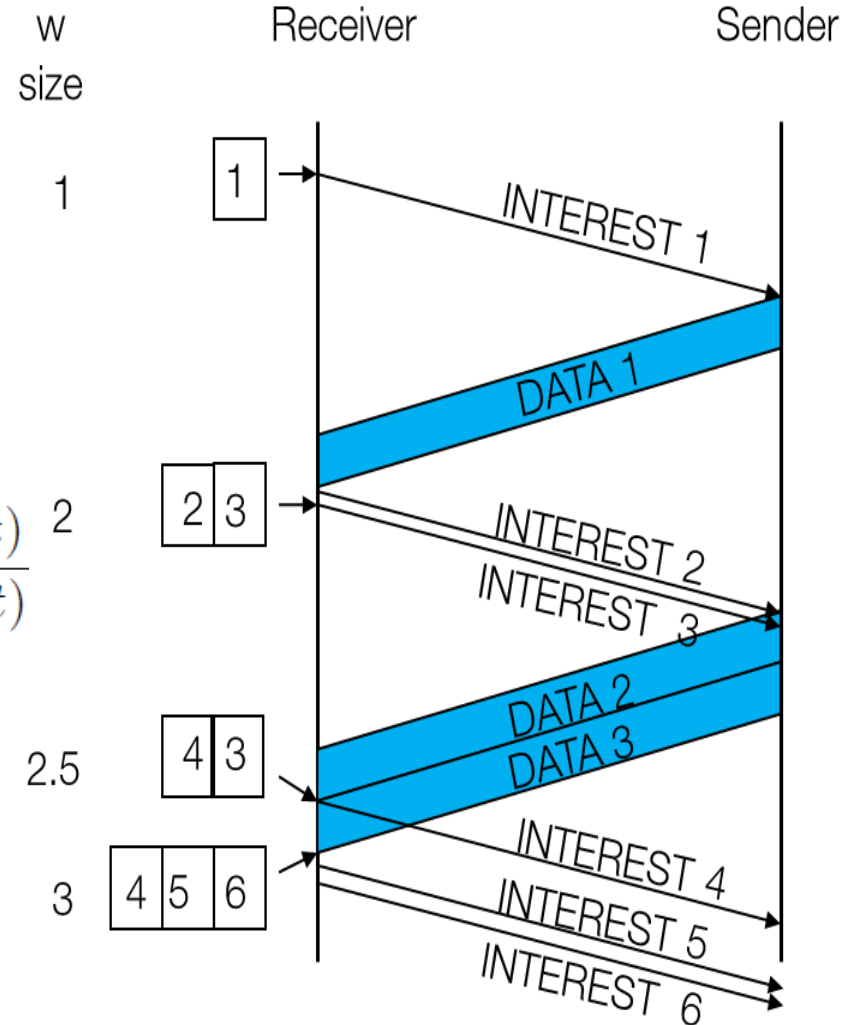 w Receiver Sender
size
1
1
INTEREST 1
DATA 1
2
2 3
t)
t)
INTEREST 2
INTEREST 3
DATA 2
2.5
4 3
DATA 3
INTEREST 4
3
4 5 6
INTEREST 5
INTEREST 6